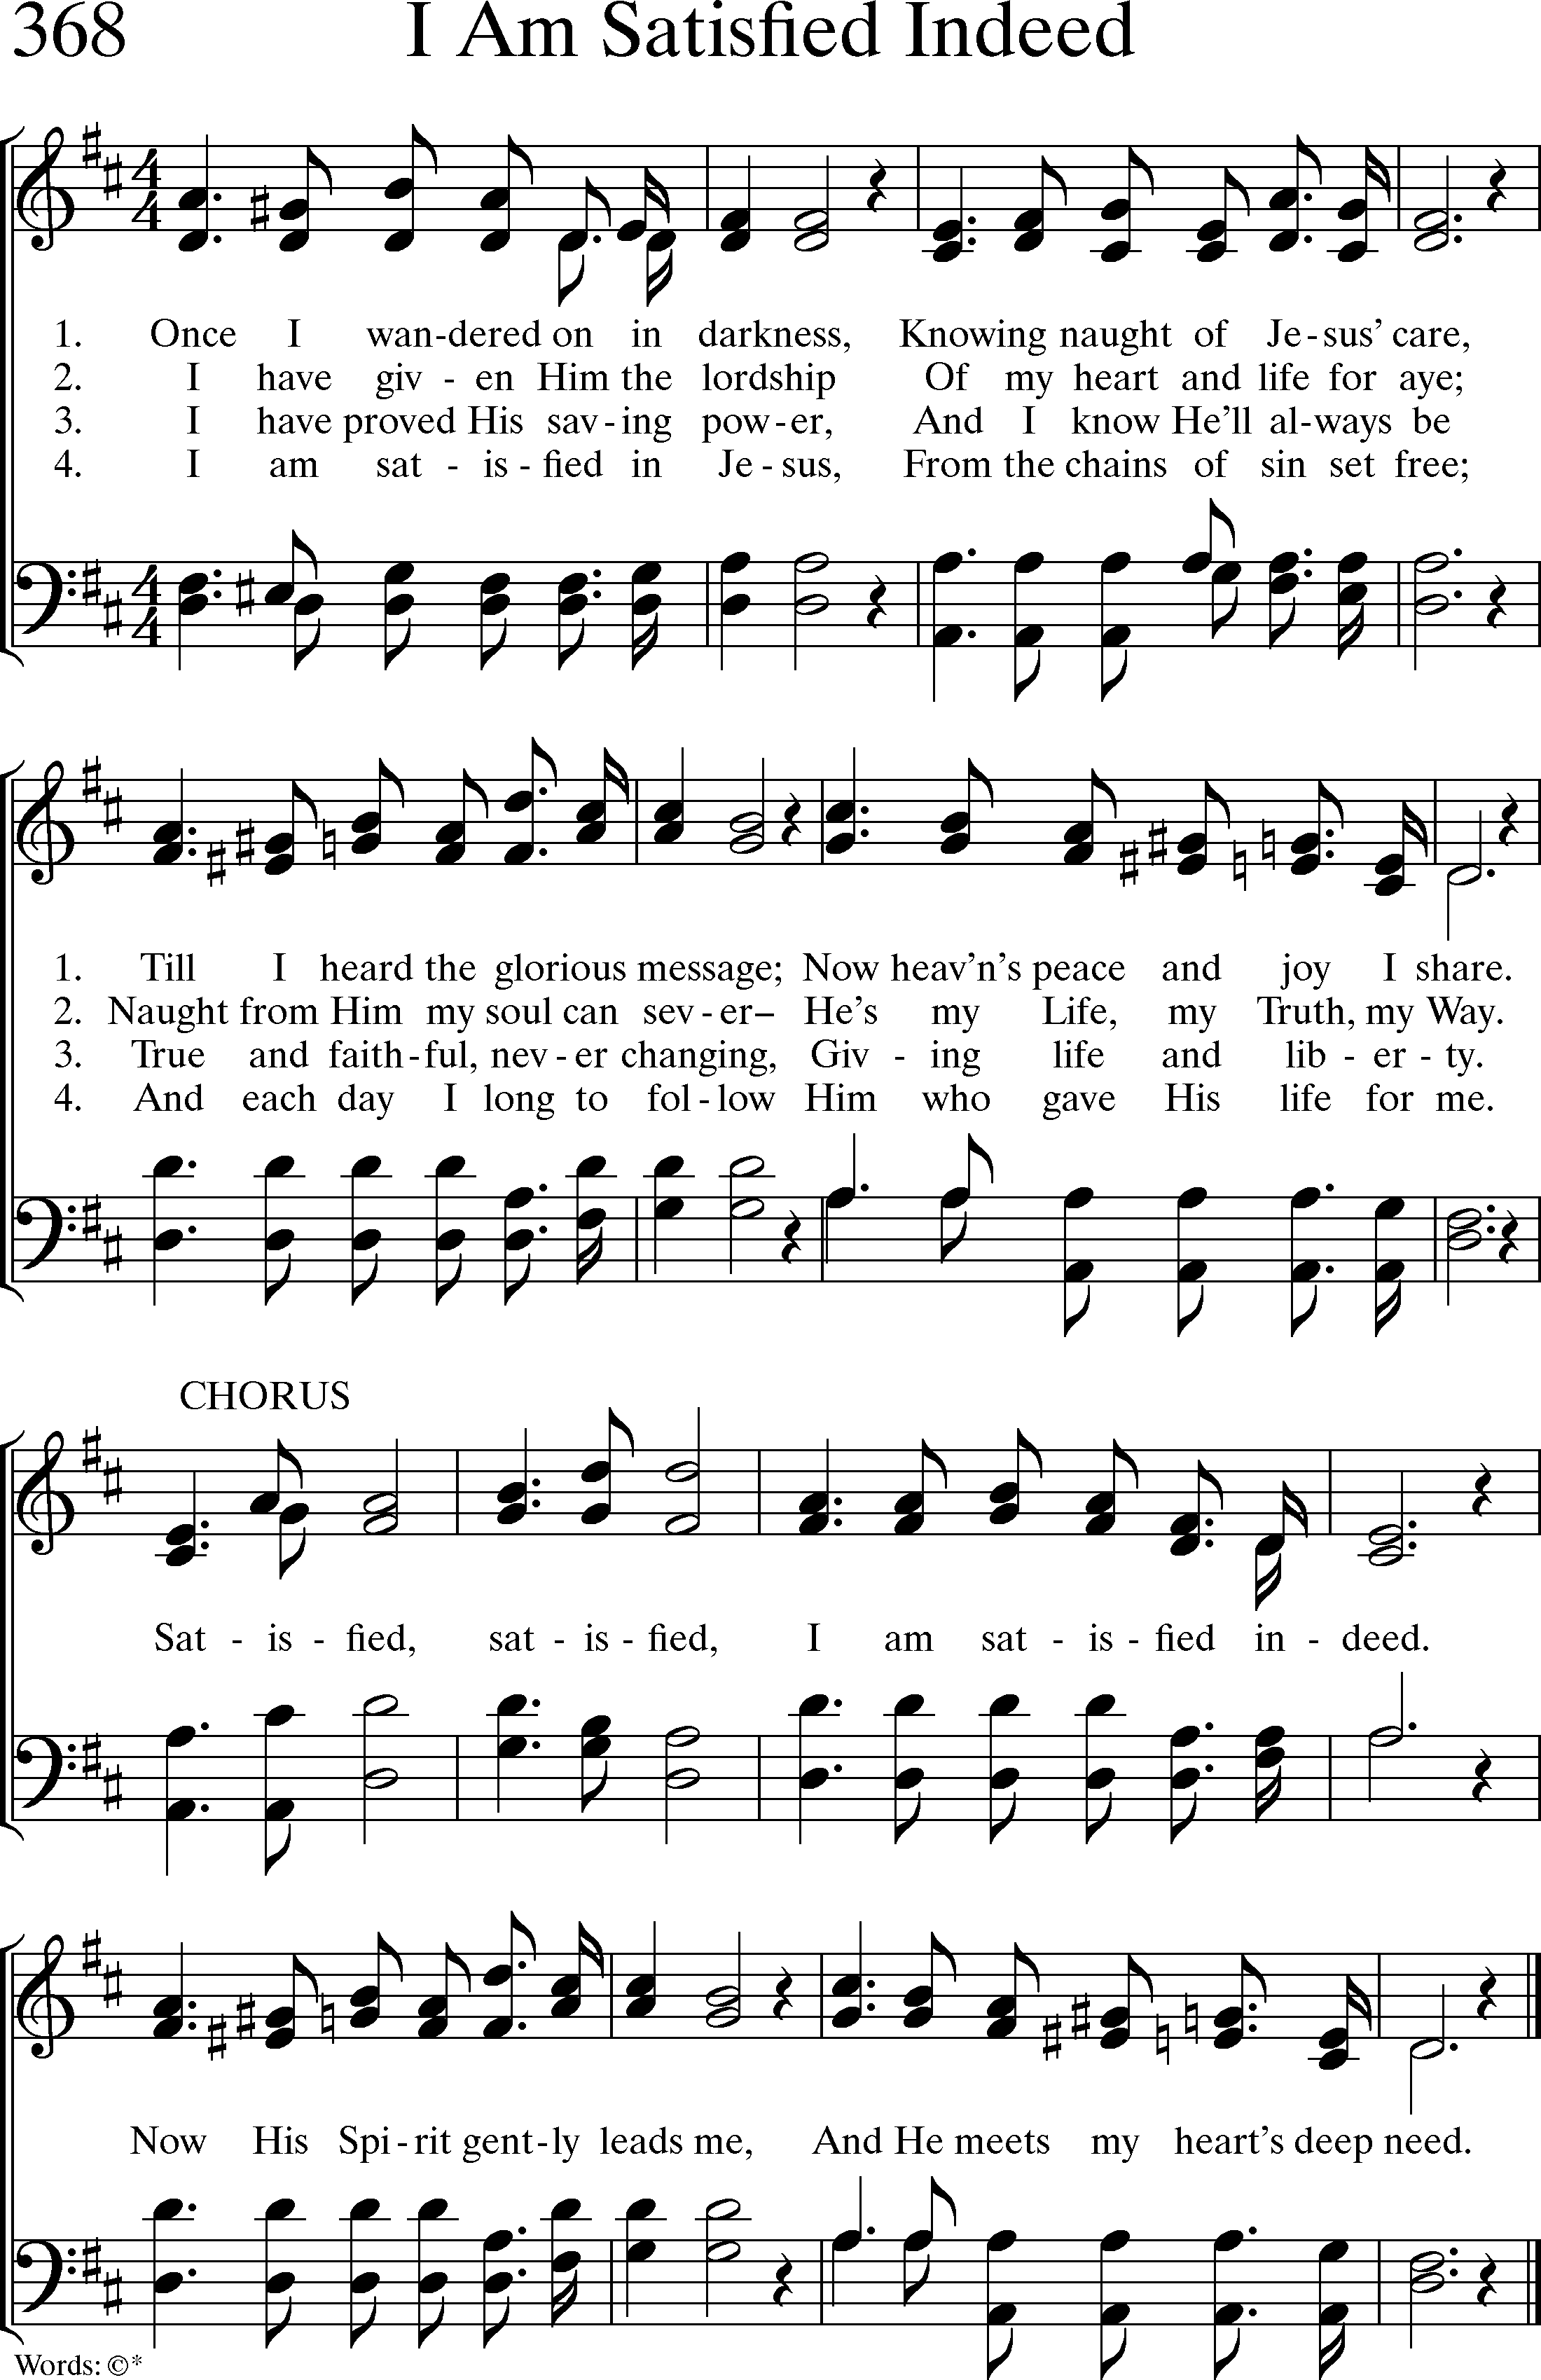 368 I Am Satisfied Indeed
1. Once I wan-dered on in darkness, Knowing naught of Je-sus’ care,
2. I have giv - en Him the lordship Of my heart and life for aye;
3. I have proved His sav-ing pow-er, And I know He’ll al-ways be
4. I am sat - is - fied in Je-sus, From the chains of sin set free;
1. Till I heard the glorious message; Now heav’n’s peace and joy I share.
2. Naught from Him my soul can sev-er– He’s my Life, my Truth, my Way.
3. True and faith-ful, nev-er changing, Giv - ing life and lib - er - ty.
4. And each day I long to fol-low Him who gave His life for me.
CHORUS
Sat - is - fied, sat - is - fied, I am sat - is - fied in - deed.
Now His Spi-rit gent-ly leads me, And He meets my heart’s deep need.
Words: ©*